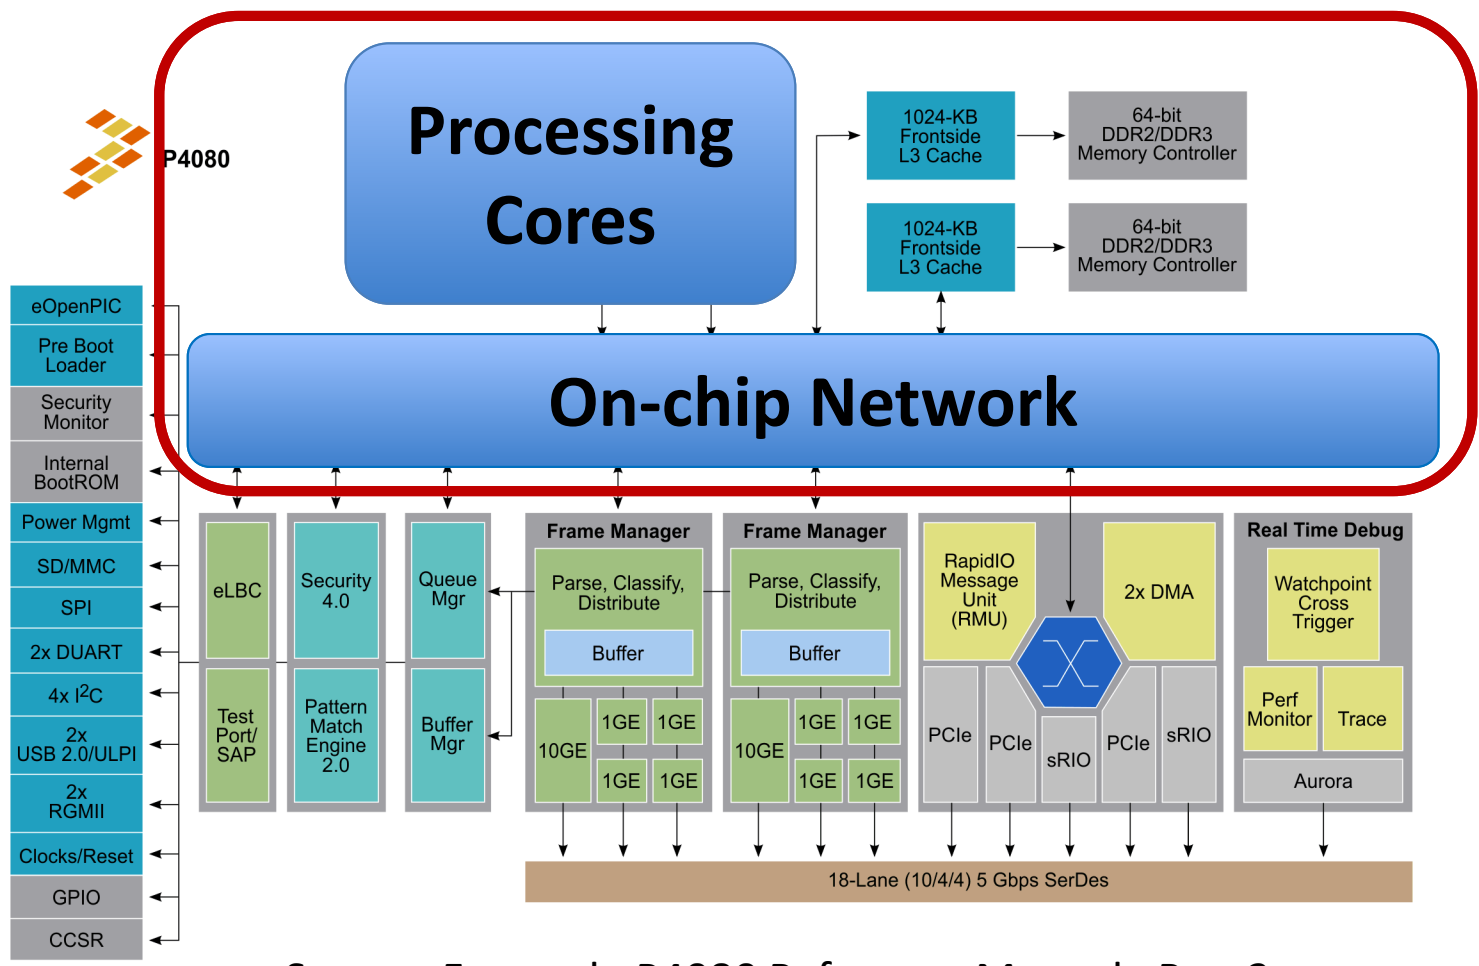 Processing
Cores
P4080
1024-KB
Frontside
L3 Cache
64-bit
DDR2/DDR3
Memory Controller
1024-KB
Frontside
L3 Cache
64-bit
DDR2/DDR3
Memory Controller
On-chip Network
eOpenPIC
Pre Boot
Loader
Security
Monitor
Internal
BootROM
Power Mgmt
SD/MMC
SPI
2x DUART
4x I²C
2x
USB 2.0/ULPI
2x
RGMII
Clocks/Reset
GPIO
CCSR
eLBC
Test
Port/
SAP
Security
4.0
Pattern
Match
Engine
2.0
Queue
Mgr
Buffer
Mgr
Frame Manager
Parse, Classify,
Distribute
Buffer
10GE
1GE
1GE
1GE
1GE
Frame Manager
Parse, Classify,
Distribute
Buffer
10GE
1GE
1GE
1GE
1GE
RapidIO
Message
Unit
(RMU)
2x DMA
PCIe
PCIe
sRIO
PCIe
sRIO
Real Time Debug
Watchpoint
Cross
Trigger
Perf
Monitor
Trace
Aurora
18-Lane (10/4/4) 5 Gbps SerDes